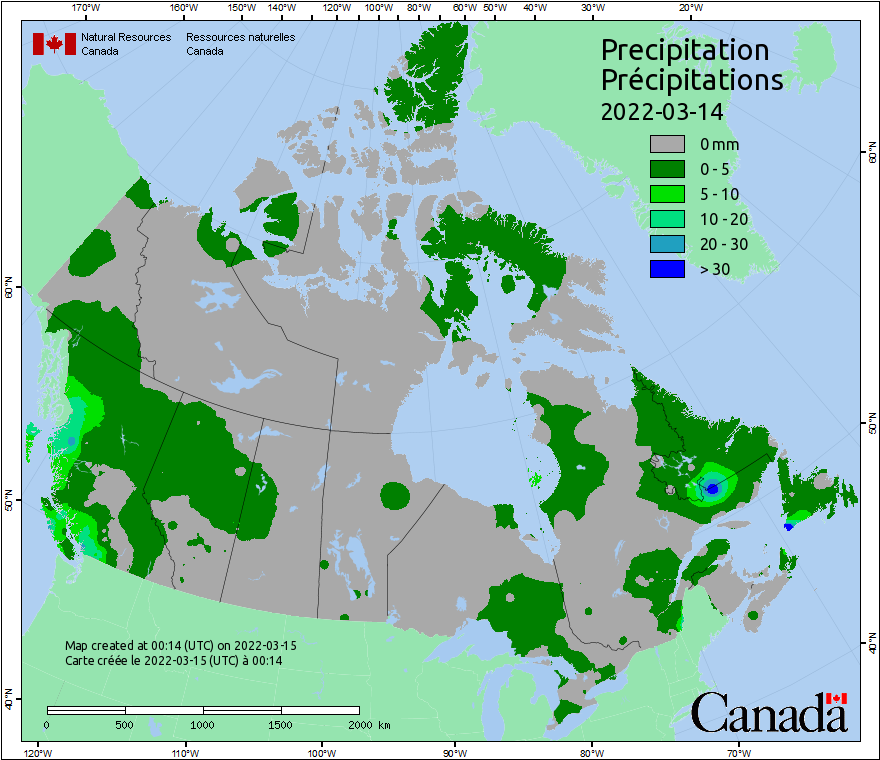 170°W 160°W 150°W 140°W 120°W 100°W 80°W 60°W 50°W 40°W 30°W 20°W
Natural Resources Canada
Ressources naturelles Canada
Precipitation
Précipitations
2022-03-14
0 mm
0 - 5
5 - 10
10 - 20
20 - 30
> 30
60°N
50°N
40°N
60°N
50°N
40°N
Map created at 00:14 (UTC) on 2022-03-15
Carte créée le 2022-03-15 (UTC) à 00:14
0 500 1000 1500 2000 km
Canada
120°W 110°W 100°W 90°W 80°W 70°W